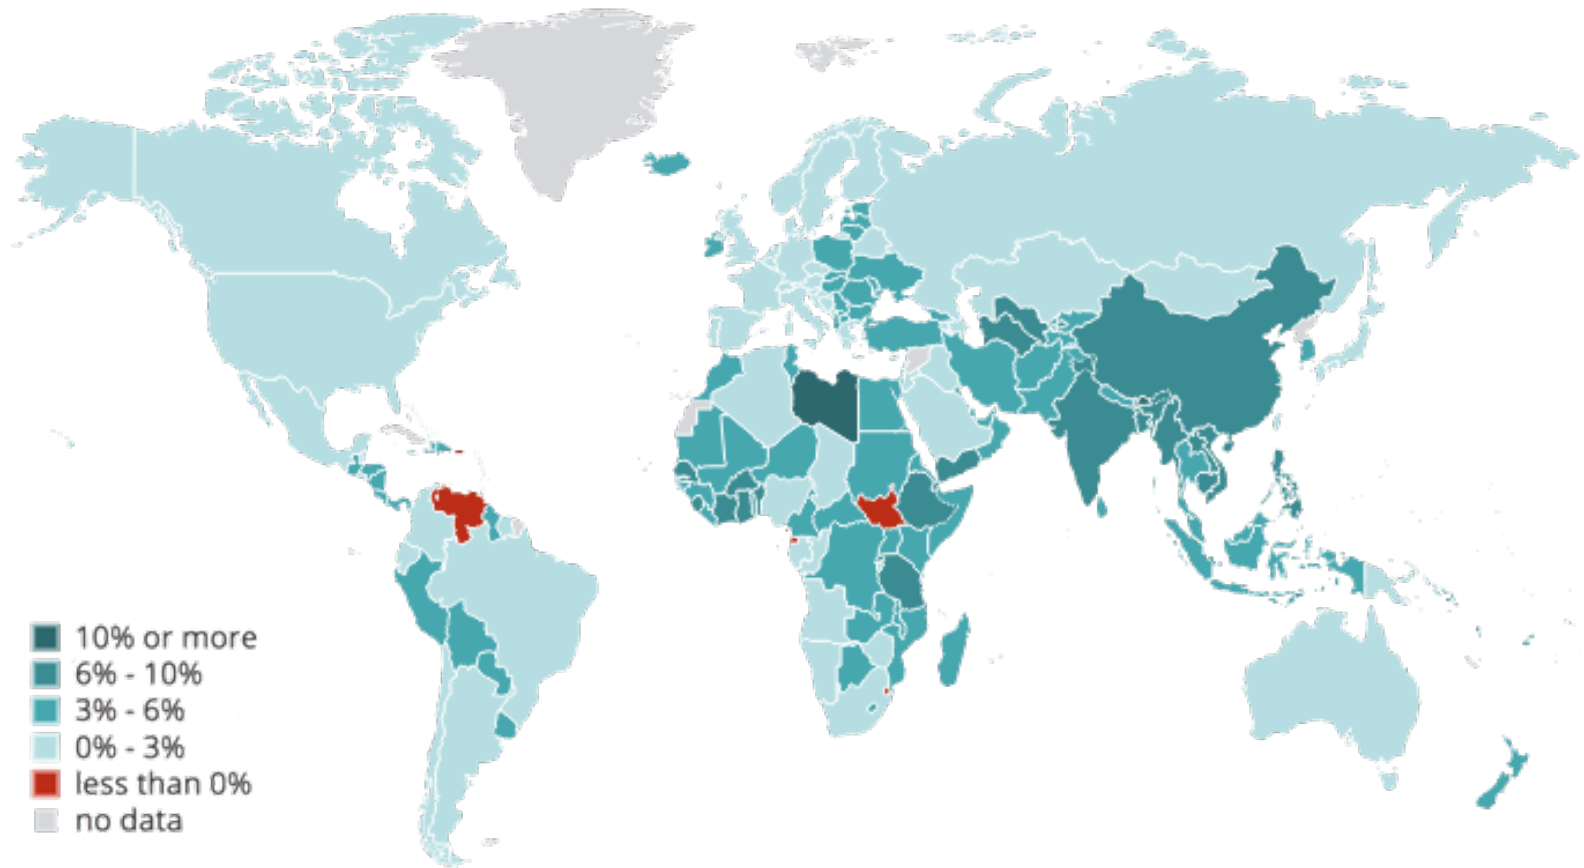 10% or more
6% - 10%
3% - 6%
0% - 3%
less than 0%
no data